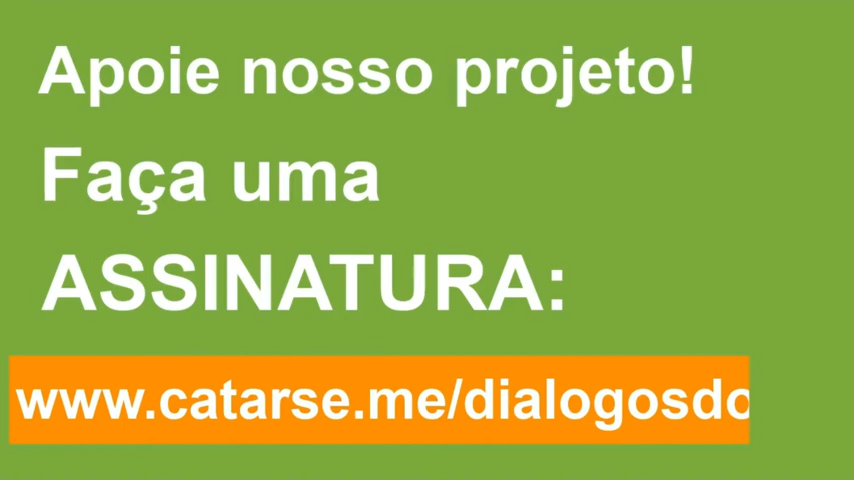 Apoie nosso projeto!
Faça uma
ASSINATURA:
www.catarse.me/dialogosdo